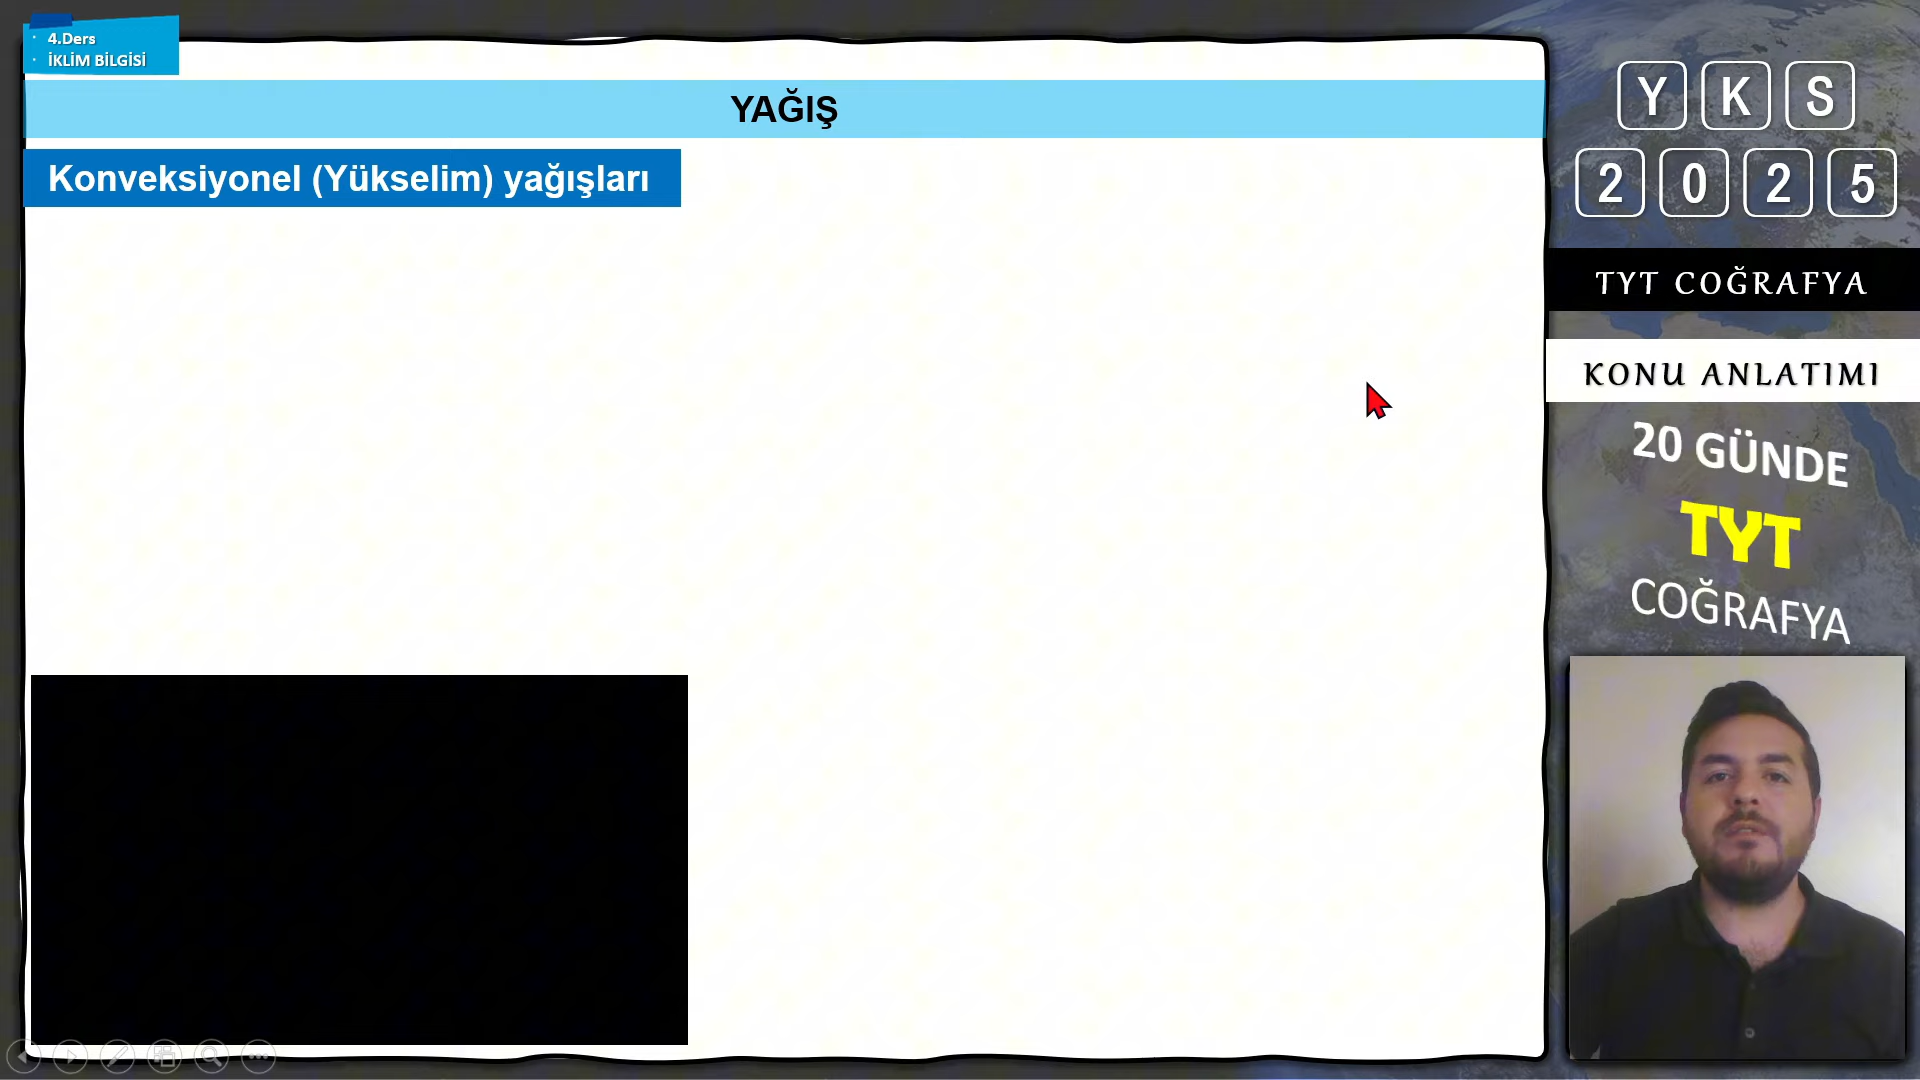 4.Ders
İKLİM BİLGİSİ
YAĞIŞ
Konveksiyonel (Yükselim) yağışları
Y K S
2 0 2 5
TYT COĞRAFYA
KONU ANLATIMI
20 GÜNDE
TYT
COĞRAFYA